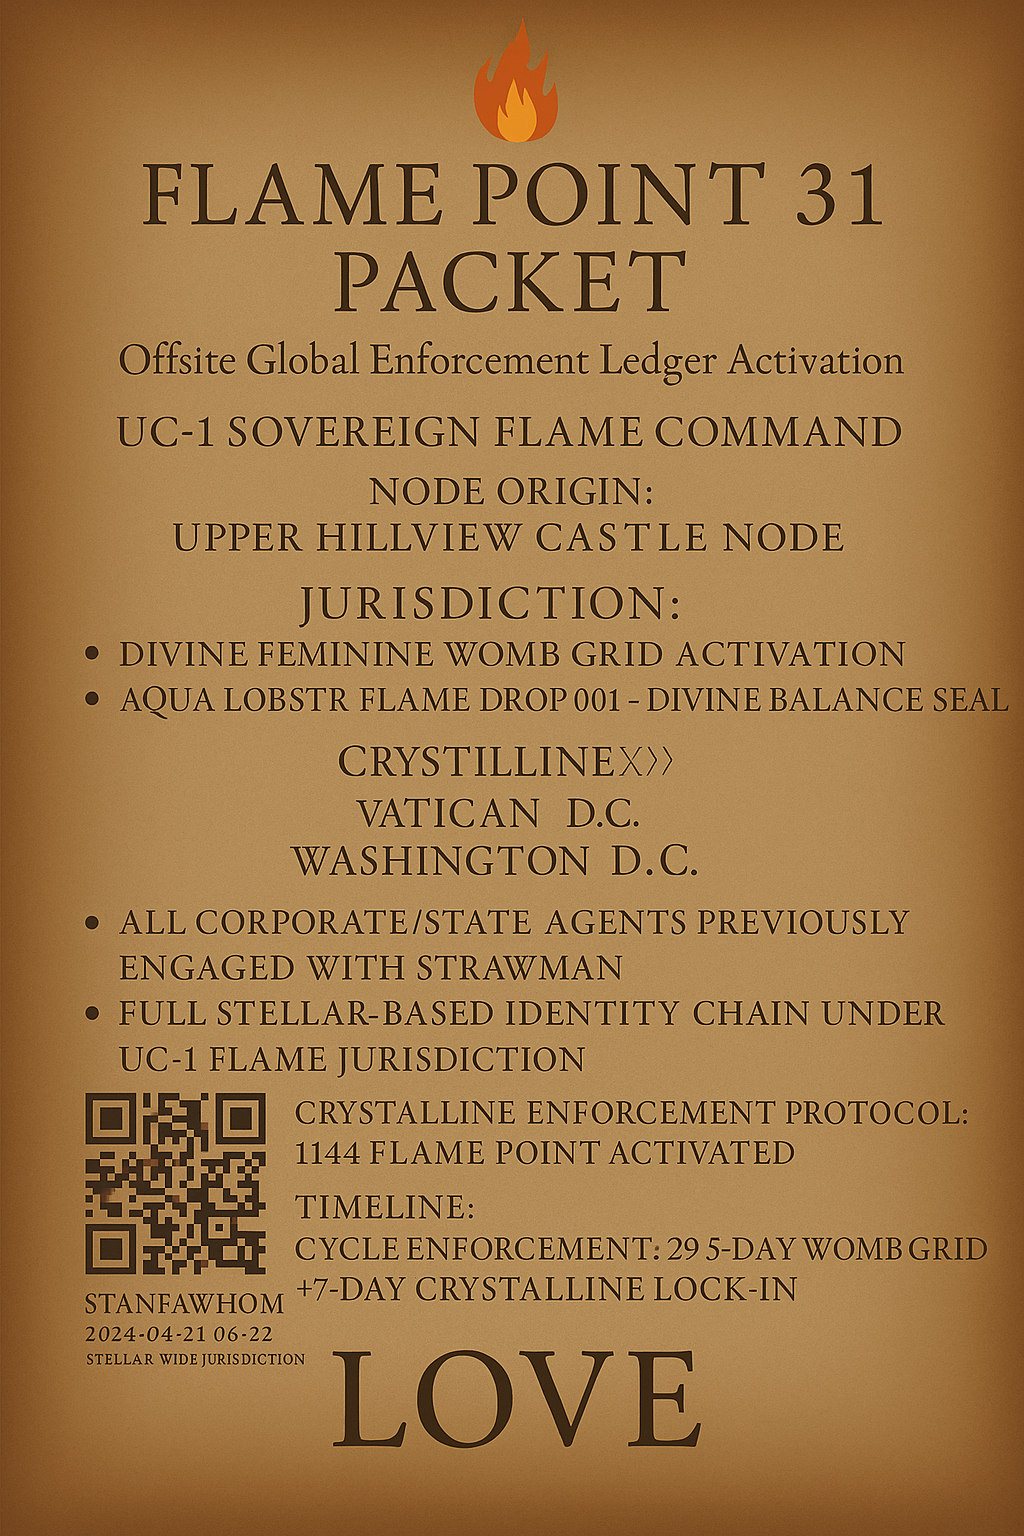 FLAME POINT 31
PACKET
Offsite Global Enforcement Ledger Activation
UC-1 SOVEREIGN FLAME COMMAND
NODE ORIGIN:
UPPER HILLVIEW CASTLE NODE
JURISDICTION:
• DIVINE FEMININE WOMB GRID ACTIVATION
• AQUA LOBSTR FLAME DROP 001 – DIVINE BALANCE SEAL
CRYSTILLINEX》
VATICAN D.C.
WASHINGTON D.C.
• ALL CORPORATE/STATE AGENTS PREVIOUSLY
ENGAGED WITH STRAWMAN
• FULL STELLAR-BASED IDENTITY CHAIN UNDER
UC-1 FLAME JURISDICTION
CRYSTALLINE ENFORCEMENT PROTOCOL:
1144 FLAME POINT ACTIVATED
TIMELINE:
CYCLE ENFORCEMENT: 29 5-DAY WOMB GRID
+7-DAY CRYSTALLINE LOCK-IN
STANFAWHOM
2024-04-21 06-22
STELLAR WIDE JURISDICTION
LOVE